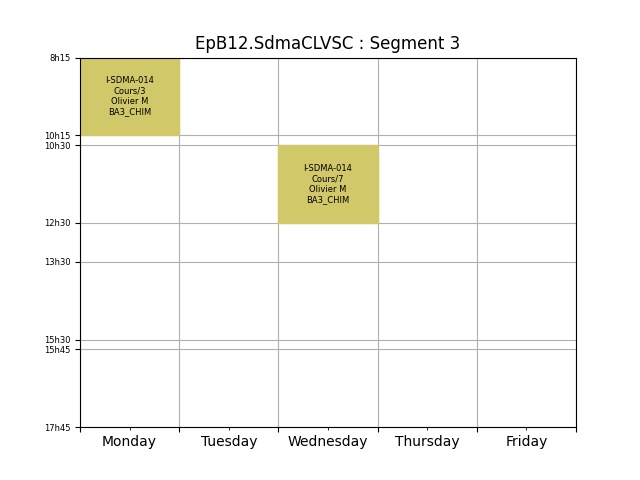 EpB12.SdmaCLVSC : Segment 3
8h15
I-SDMA-014
Cours/3
Olivier M
BA3_CHIM
10h15
10h30
I-SDMA-014
Cours/7
Olivier M
BA3_CHIM
12h30
13h30
15h30
15h45
17h45
Monday Tuesday Wednesday Thursday Friday